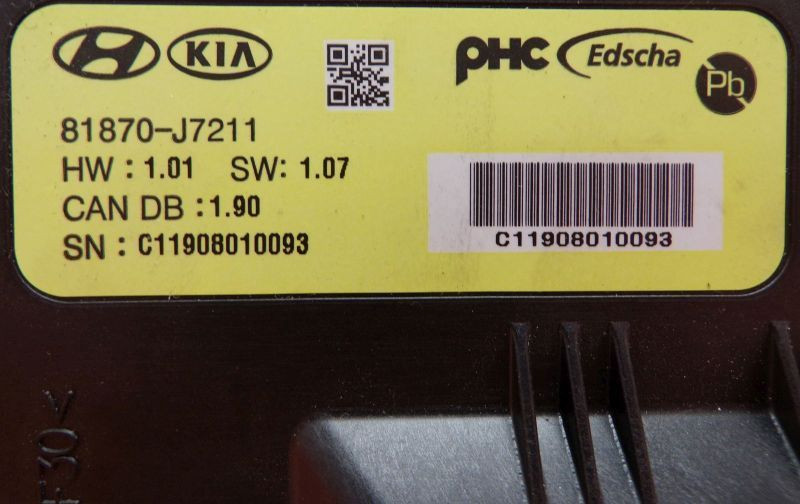 KIA
PHC Edscha
Pb
81870-J7211
HW : 1.01 SW: 1.07
CAN DB : 1.90
SN : C11908010093
C11908010093
F30<